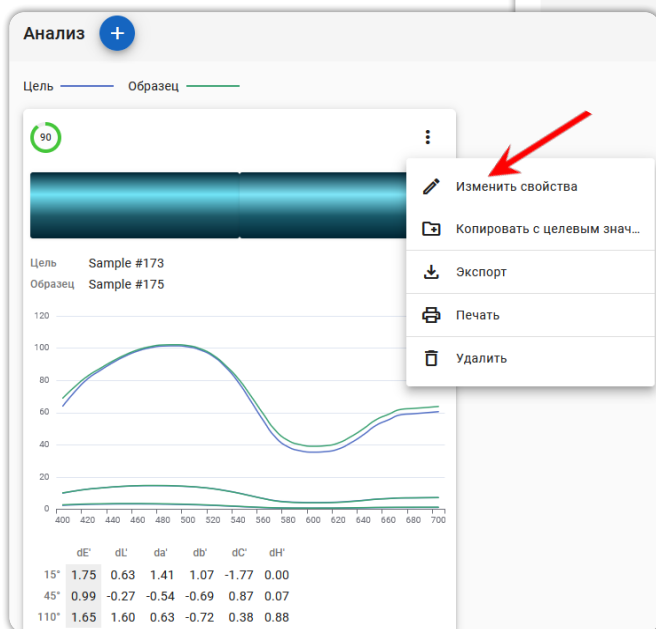 Анализ +
Цель Образец
90
Изменить свойства
Копировать с целевым знач...
Экспорт
Печать
Удалить
Цель Sample #173
Образец Sample #175
120
100
80
60
40
20
0
400 420 440 460 480 500 520 540 560 580 600 620 640 660 680 700
dE' dL' da' db' dC' dH'
15° 1.75 0.63 1.41 1.07 -1.77 0.00
45° 0.99 -0.27 -0.54 -0.69 0.87 0.07
110° 1.65 1.60 0.63 -0.72 0.38 0.88